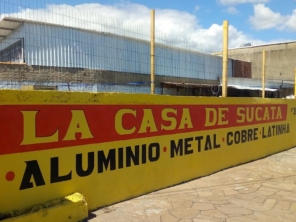 LA CASA DE SUCATA
• ALUMINIO • METAL • COBRE • LATINHA